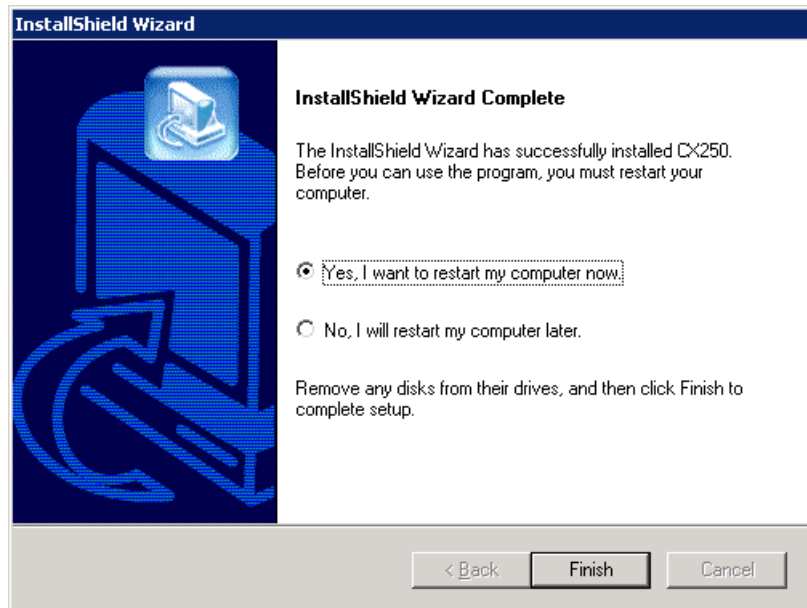 InstallShield Wizard
InstallShield Wizard Complete
The InstallShield Wizard has successfully installed CX250.
Before you can use the program, you must restart your
computer.
Yes, I want to restart my computer now.
No, I will restart my computer later.
Remove any disks from their drives, and then click Finish to
complete setup.
< Back
Finish
Cancel